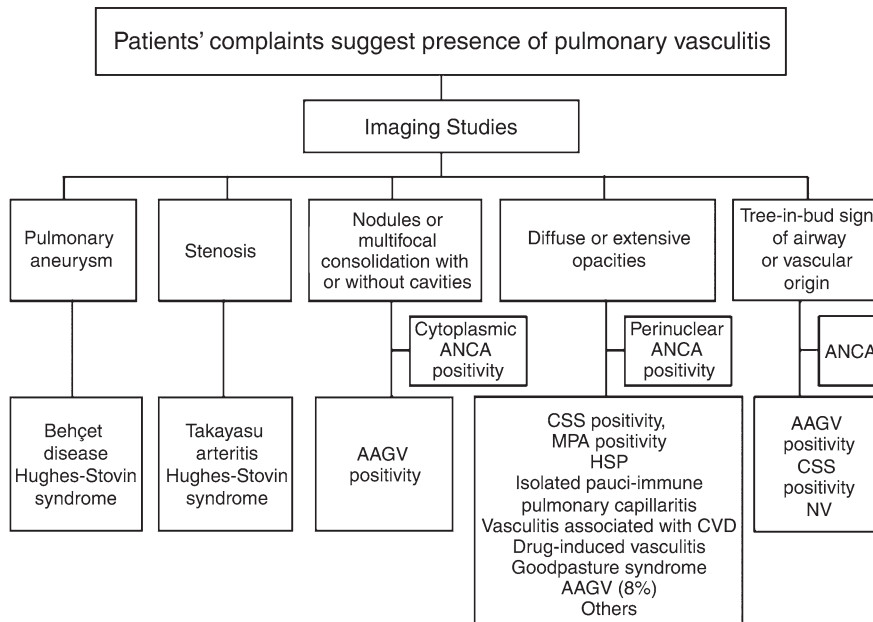 Patients’ complaints suggest presence of pulmonary vasculitis
Imaging Studies
Pulmonary
aneurysm
Stenosis
Nodules or
multifocal
consolidation with
or without cavities
Diffuse or extensive
opacities
Tree-in-bud sign
of airway
or vascular
origin
Cytoplasmic
ANCA
positivity
Perinuclear
ANCA
positivity
ANCA
Behçet
disease
Hughes-Stovin
syndrome
Takayasu
arteritis
Hughes-Stovin
syndrome
AAGV
positivity
CSS positivity,
MPA positivity
HSP
Isolated pauci-immune
pulmonary capillaritis
Vasculitis associated with CVD
Drug-induced vasculitis
Goodpasture syndrome
AAGV (8%)
Others
AAGV
positivity
CSS
positivity
NV